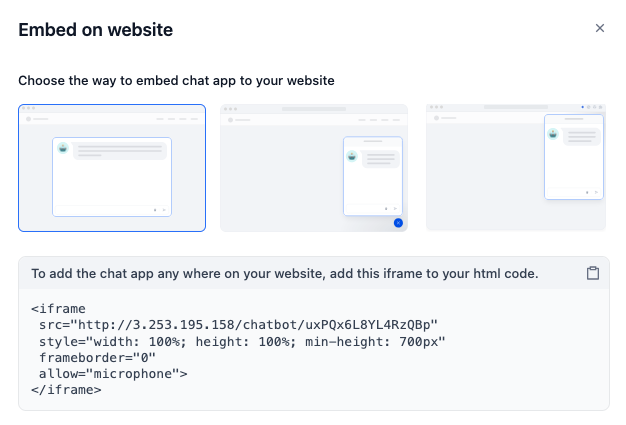 Embed on website
Choose the way to embed chat app to your website
To add the chat app any where on your website, add this iframe to your html code.
<iframe
src="http://3.253.195.158/chatbot/uxPQx6L8YL4RzQBp"
style="width: 100%; height: 100%; min-height: 700px"
frameborder="0"
allow="microphone">
</iframe>